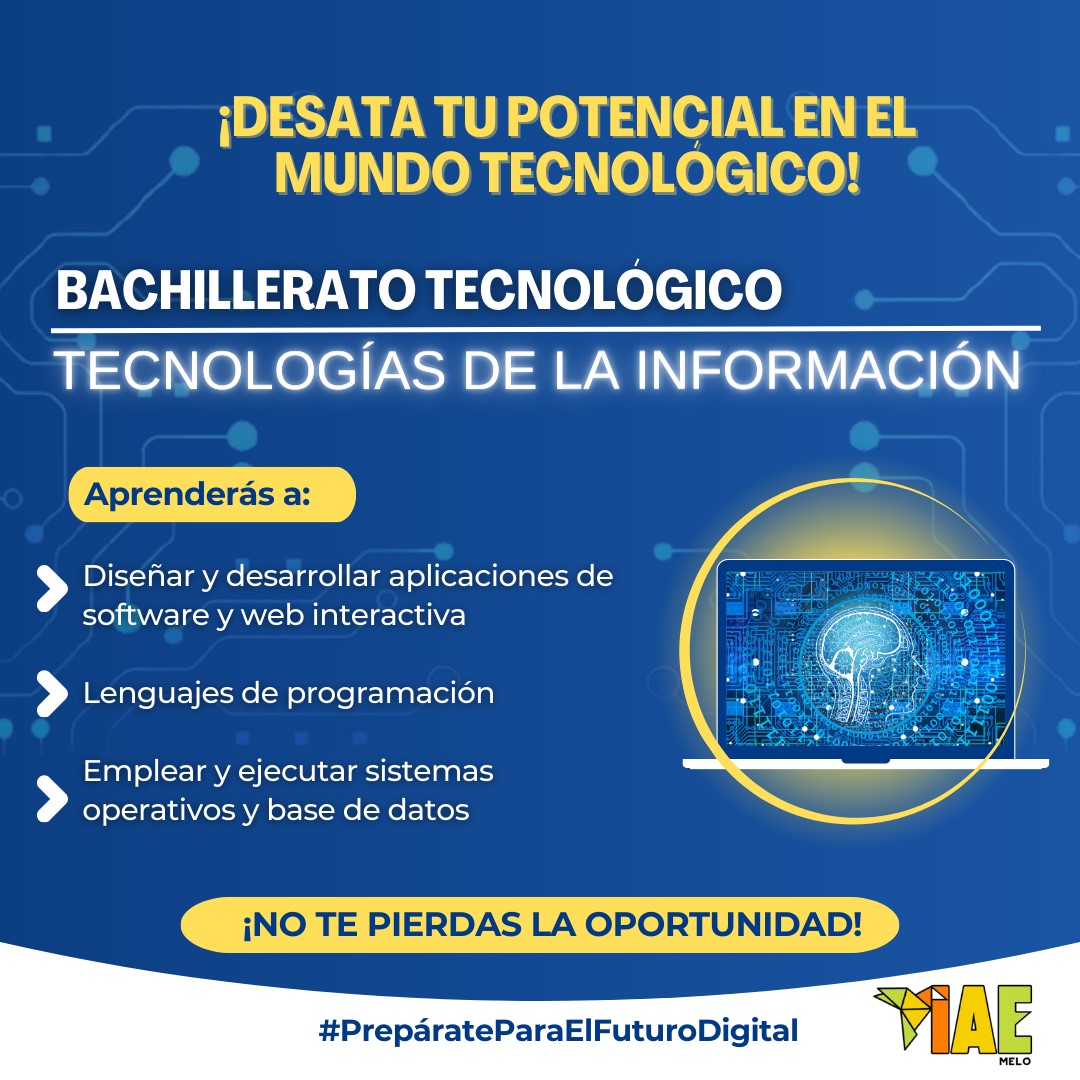 ¡DESATA TU POTENCIAL EN EL
MUNDO TECNOLÓGICO!
BACHILLERATO TECNOLÓGICO
TECNOLOGÍAS DE LA INFORMACIÓN
Aprenderás a:
Diseñar y desarrollar aplicaciones de
software y web interactiva
Lenguajes de programación
Emplear y ejecutar sistemas
operativos y base de datos
¡NO TE PIERDAS LA OPORTUNIDAD!
#PrepárateParaElFuturoDigital
IAE
MELO